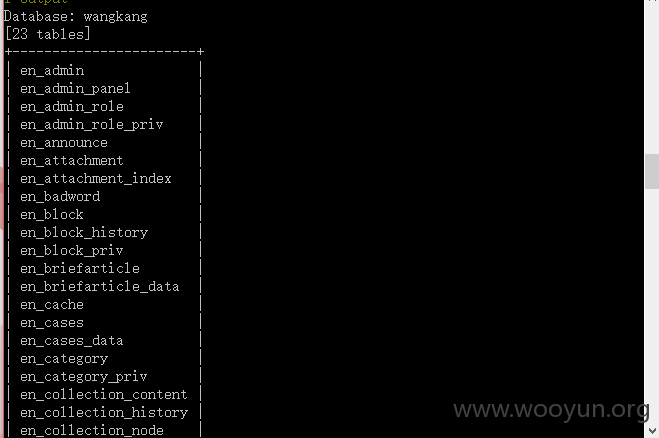 Database: wangkang
[23 tables]
+-----------------------+
| en_admin |
| en_admin_panel |
| en_admin_role |
| en_admin_role_priv |
| en_announce |
| en_attachment |
| en_attachment_index |
| en_badword |
| en_block |
| en_block_history |
| en_block_priv |
| en_briefarticle |
| en_briefarticle_data |
| en_cache |
| en_cases |
| en_cases_data |
| en_category |
| en_category_priv |
| en_collection_content |
| en_collection_history |
| en_collection_node |
www.wooyun.org